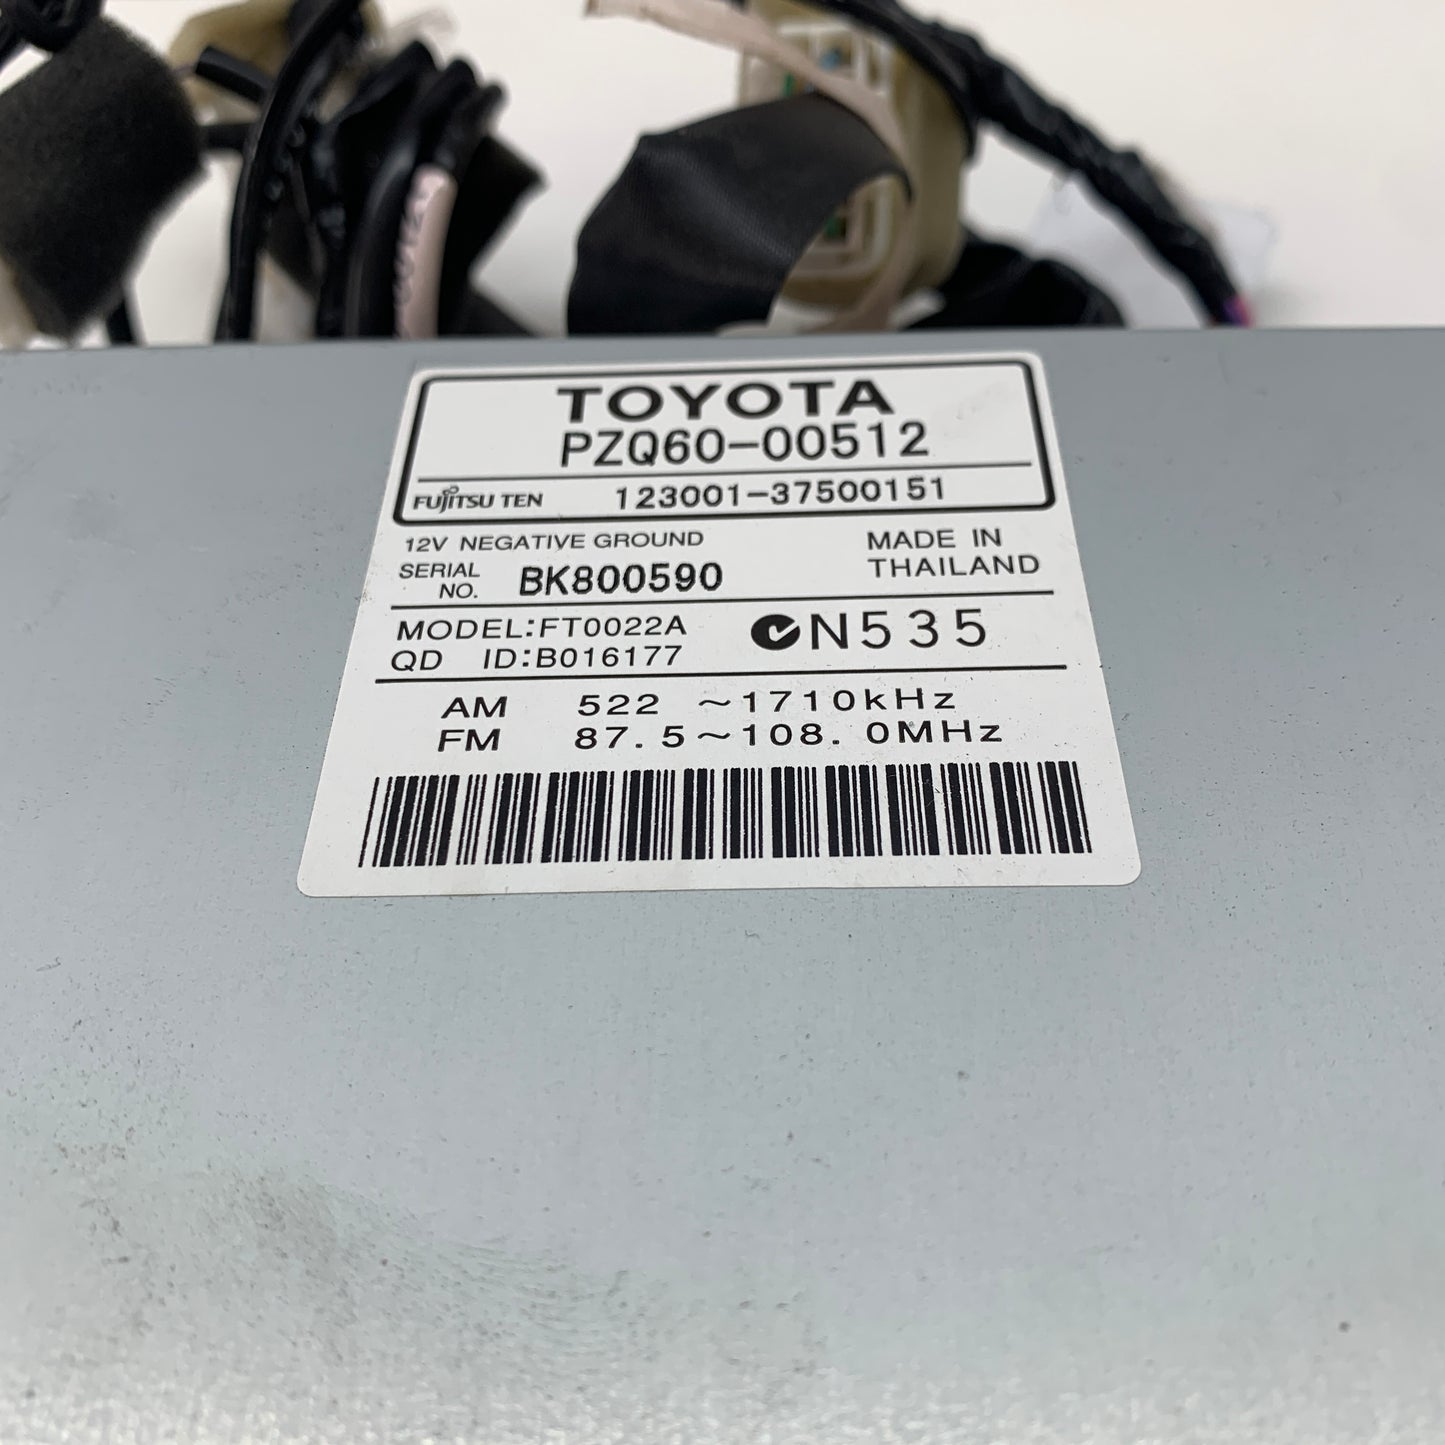 TOYOTA
PZQ60-00512
FUJITSU TEN 123001-37500151
12V NEGATIVE GROUND MADE IN THAILAND
SERIAL NO. BK800590
MODEL:FT0022A N535
QD ID:B016177
AM 522 ~1710kHz
FM 87.5~108.0MHz